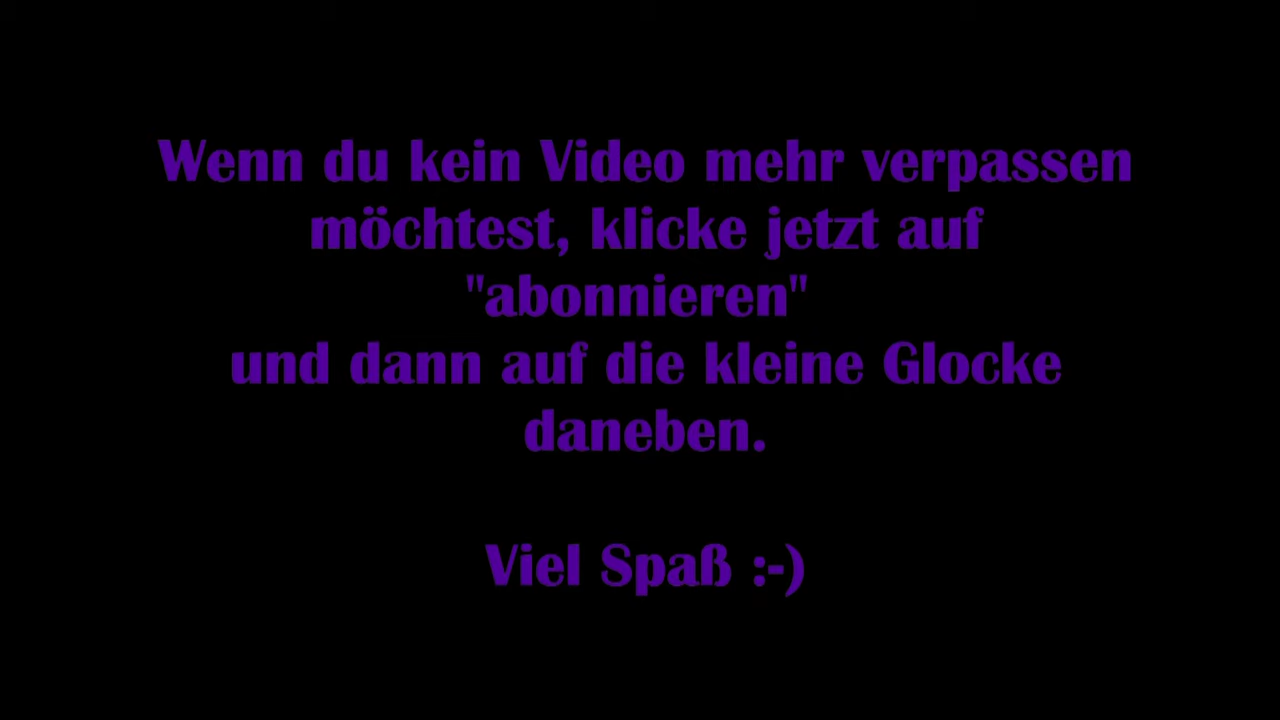 Wenn du kein Video mehr verpassen
möchtest, klicke jetzt auf
"abonnieren"
und dann auf die kleine Glocke
daneben.
Viel Spaß :-)